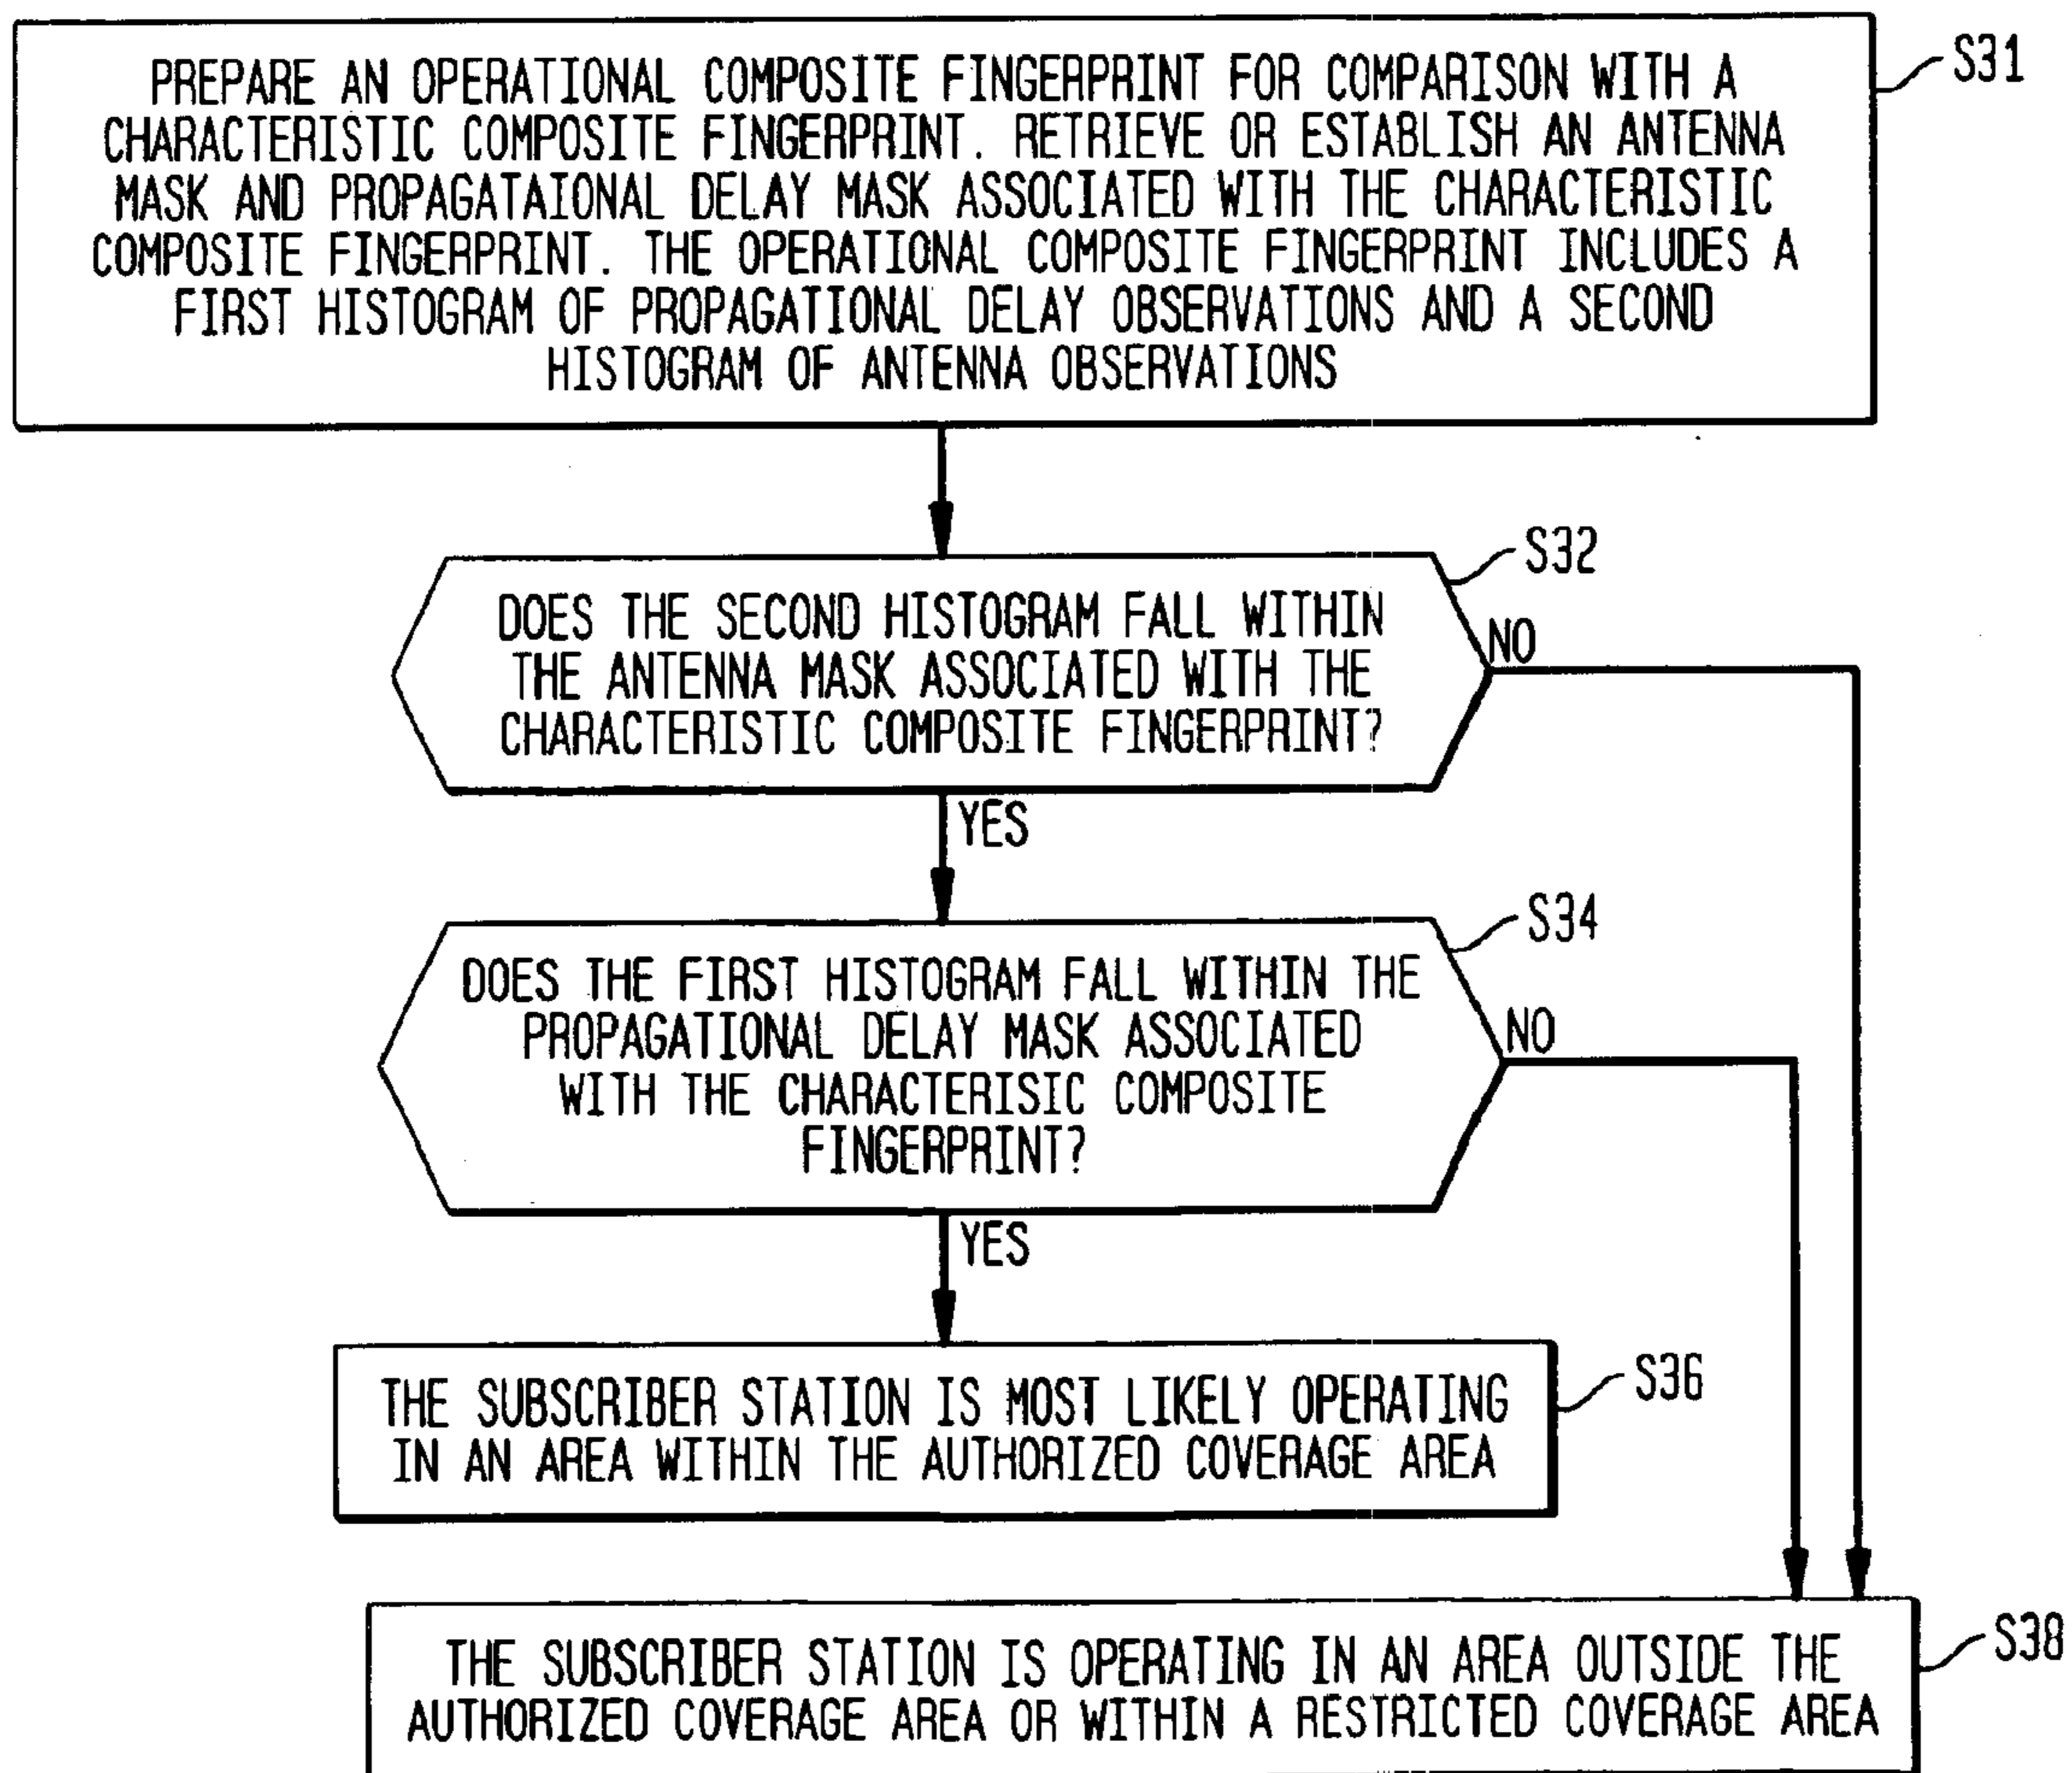 PREPARE AN OPERATIONAL COMPOSITE FINGERPRINT FOR COMPARISON WITH A
CHARACTERISTIC COMPOSITE FINGERPRINT. RETRIEVE OR ESTABLISH AN ANTENNA
MASK AND PROPAGATAIONAL DELAY MASK ASSOCIATED WITH THE CHARACTERISTIC
COMPOSITE FINGERPRINT. THE OPERATIONAL COMPOSITE FINGERPRINT INCLUDES A
FIRST HISTOGRAM OF PROPAGATIONAL DELAY OBSERVATIONS AND A SECOND
HISTOGRAM OF ANTENNA OBSERVATIONS
S31
DOES THE SECOND HISTOGRAM FALL WITHIN
THE ANTENNA MASK ASSOCIATED WITH THE
CHARACTERISTIC COMPOSITE FINGERPRINT?
S32
NO
YES
DOES THE FIRST HISTOGRAM FALL WITHIN THE
PROPAGATIONAL DELAY MASK ASSOCIATED
WITH THE CHARACTERISIC COMPOSITE
FINGERPRINT?
S34
NO
YES
THE SUBSCRIBER STATION IS MOST LIKELY OPERATING
IN AN AREA WITHIN THE AUTHORIZED COVERAGE AREA
S36
THE SUBSCRIBER STATION IS OPERATING IN AN AREA OUTSIDE THE
AUTHORIZED COVERAGE AREA OR WITHIN A RESTRICTED COVERAGE AREA
S38